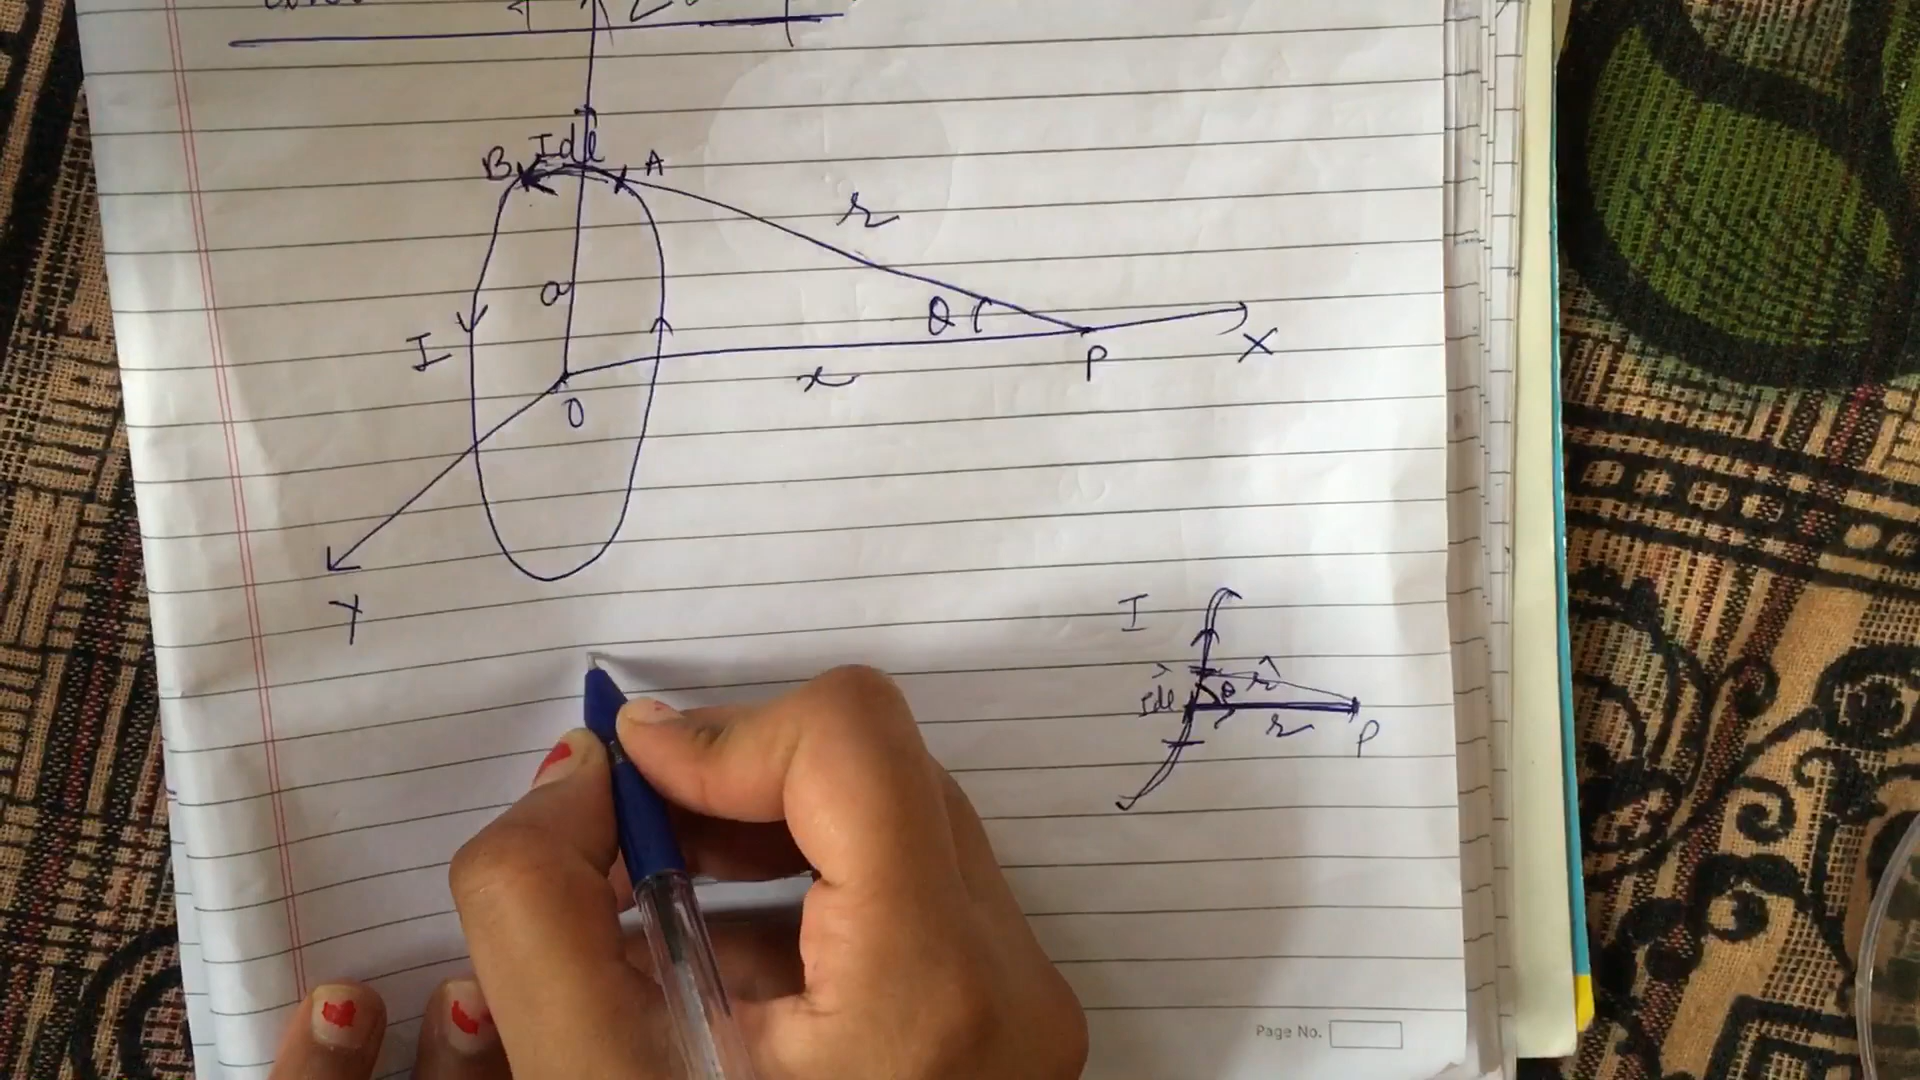 Idl
B
A
r
a
θ
I
x
P
X
O
Y
I
Idl
θ
r̂
r
P
Page No.